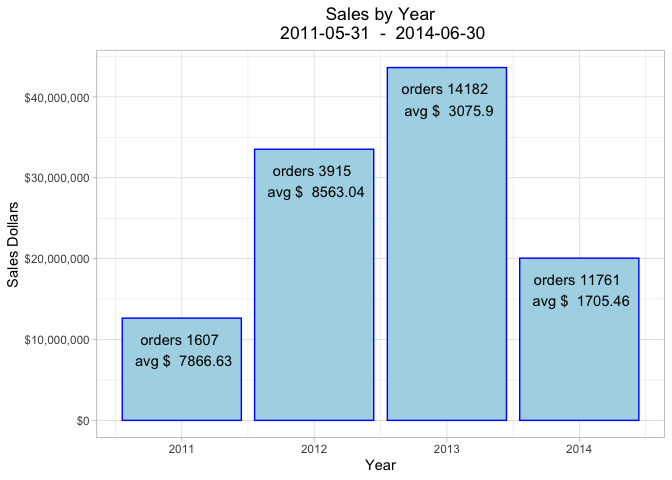 Sales by Year
2011-05-31  -  2014-06-30
Sales Dollars
$40,000,000
$30,000,000
$20,000,000
$10,000,000
$0
orders 1607
avg $  7866.63
orders 3915
avg $  8563.04
orders 14182
avg $  3075.9
orders 11761
avg $  1705.46
2011
2012
2013
2014
Year